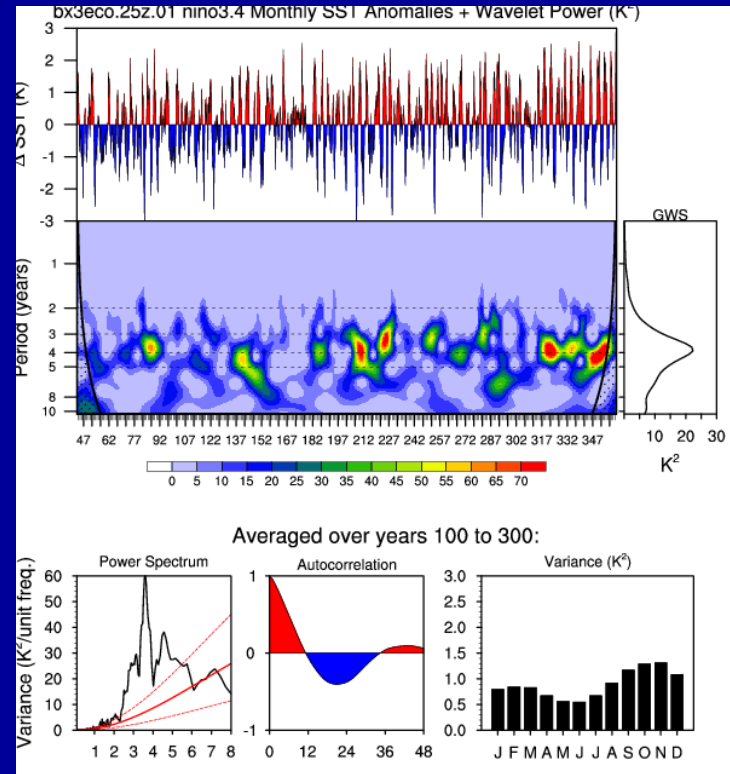 bx3eco.25z.01 nino3.4 Monthly SST Anomalies + Wavelet Power (K²)
3
2
1
0
-1
-2
-3
Δ SST (K)
GWS
1
2
3
4
5
8
10
Period (years)
47 62 77 92 107 122 137 152 167 182 197 212 227 242 257 272 287 302 317 332 347
10 20 30
K²
0 5 10 15 20 25 30 35 40 45 50 55 60 65 70
Averaged over years 100 to 300:
Power Spectrum
60
50
40
30
20
10
0
Variance (K²/unit freq.)
1 2 3 4 5 6 7 8
Autocorrelation
1
0
-1
0 12 24 36 48
Variance (K²)
3.0
2.5
2.0
1.5
1.0
0.5
0.0
J F M A M J J A S O N D